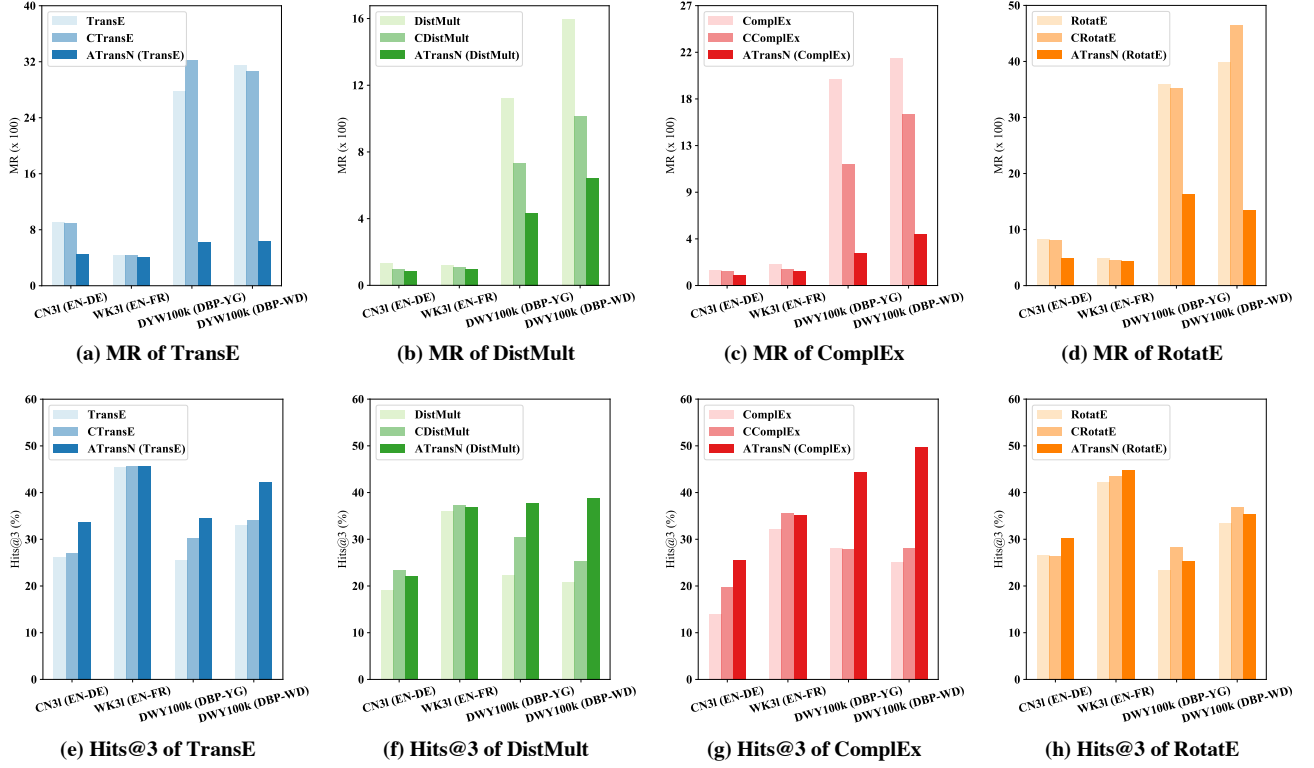 TransE
CTransE
ATransN (TransE)
MR (x 100)
40
32
24
16
8
0
CN3l (EN-DE)
WK3l (EN-FR)
DYW100k (DBP-YG)
DYW100k (DBP-WD)
(a) MR of TransE
DistMult
CDistMult
ATransN (DistMult)
MR (x 100)
16
12
8
4
0
CN3l (EN-DE)
WK3l (EN-FR)
DWY100k (DBP-YG)
DWY100k (DBP-WD)
(b) MR of DistMult
ComplEx
CComplEx
ATransN (ComplEx)
MR (x 100)
27
22
18
13
9
4
0
CN3l (EN-DE)
WK3l (EN-FR)
DWY100k (DBP-YG)
DWY100k (DBP-WD)
(c) MR of ComplEx
RotatE
CRotatE
ATransN (RotatE)
MR (x 100)
50
40
30
20
10
0
CN3l (EN-DE)
WK3l (EN-FR)
DWY100k (DBP-YG)
DWY100k (DBP-WD)
(d) MR of RotatE
TransE
CTransE
ATransN (TransE)
Hits@3 (%)
60
50
40
30
20
10
0
CN3l (EN-DE)
WK3l (EN-FR)
DWY100k (DBP-YG)
DWY100k (DBP-WD)
(e) Hits@3 of TransE
DistMult
CDistMult
ATransN (DistMult)
Hits@3 (%)
60
50
40
30
20
10
0
CN3l (EN-DE)
WK3l (EN-FR)
DWY100k (DBP-YG)
DWY100k (DBP-WD)
(f) Hits@3 of DistMult
ComplEx
CComplEx
ATransN (ComplEx)
Hits@3 (%)
60
50
40
30
20
10
0
CN3l (EN-DE)
WK3l (EN-FR)
DWY100k (DBP-YG)
DWY100k (DBP-WD)
(g) Hits@3 of ComplEx
RotatE
CRotatE
ATransN (RotatE)
Hits@3 (%)
60
50
40
30
20
10
0
CN3l (EN-DE)
WK3l (EN-FR)
DWY100k (DBP-YG)
DWY100k (DBP-WD)
(h) Hits@3 of RotatE